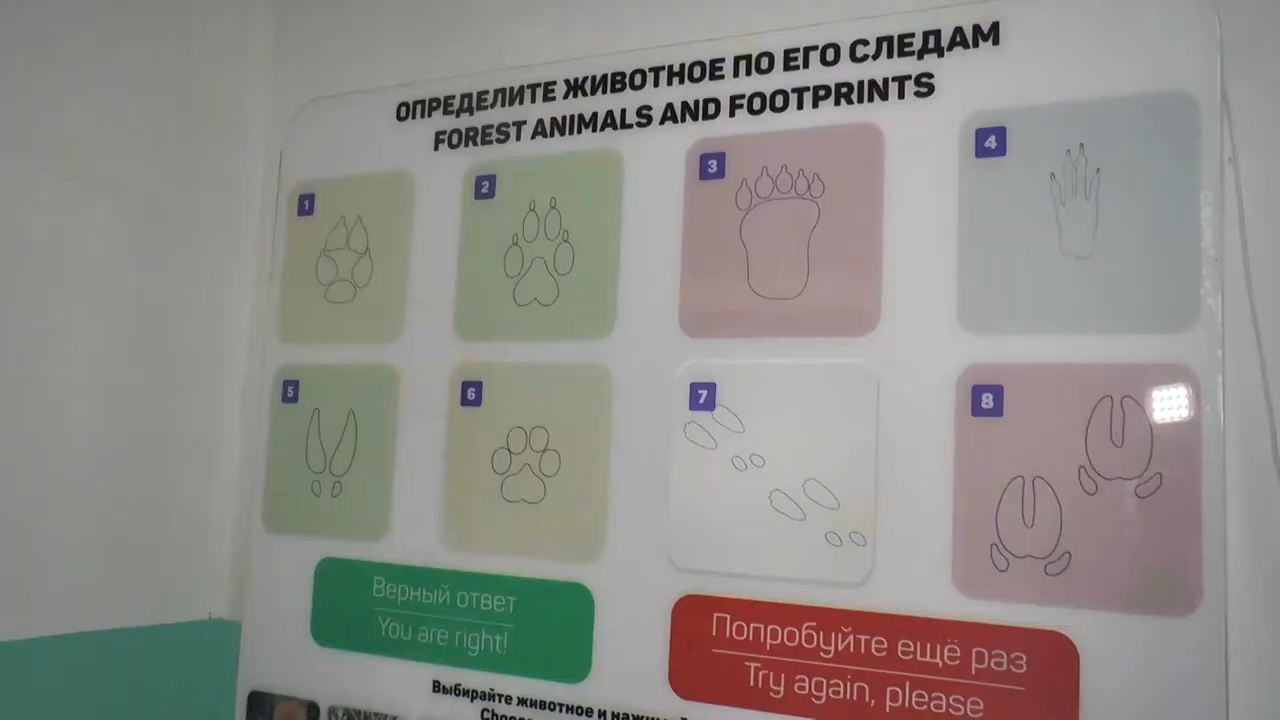 ОПРЕДЕЛИТЕ ЖИВОТНОЕ ПО ЕГО СЛЕДАМ
FOREST ANIMALS AND FOOTPRINTS
1
2
3
4
5
6
7
8
Верный ответ
You are right!
Попробуйте ещё раз
Try again, please
Выбирайте животное и